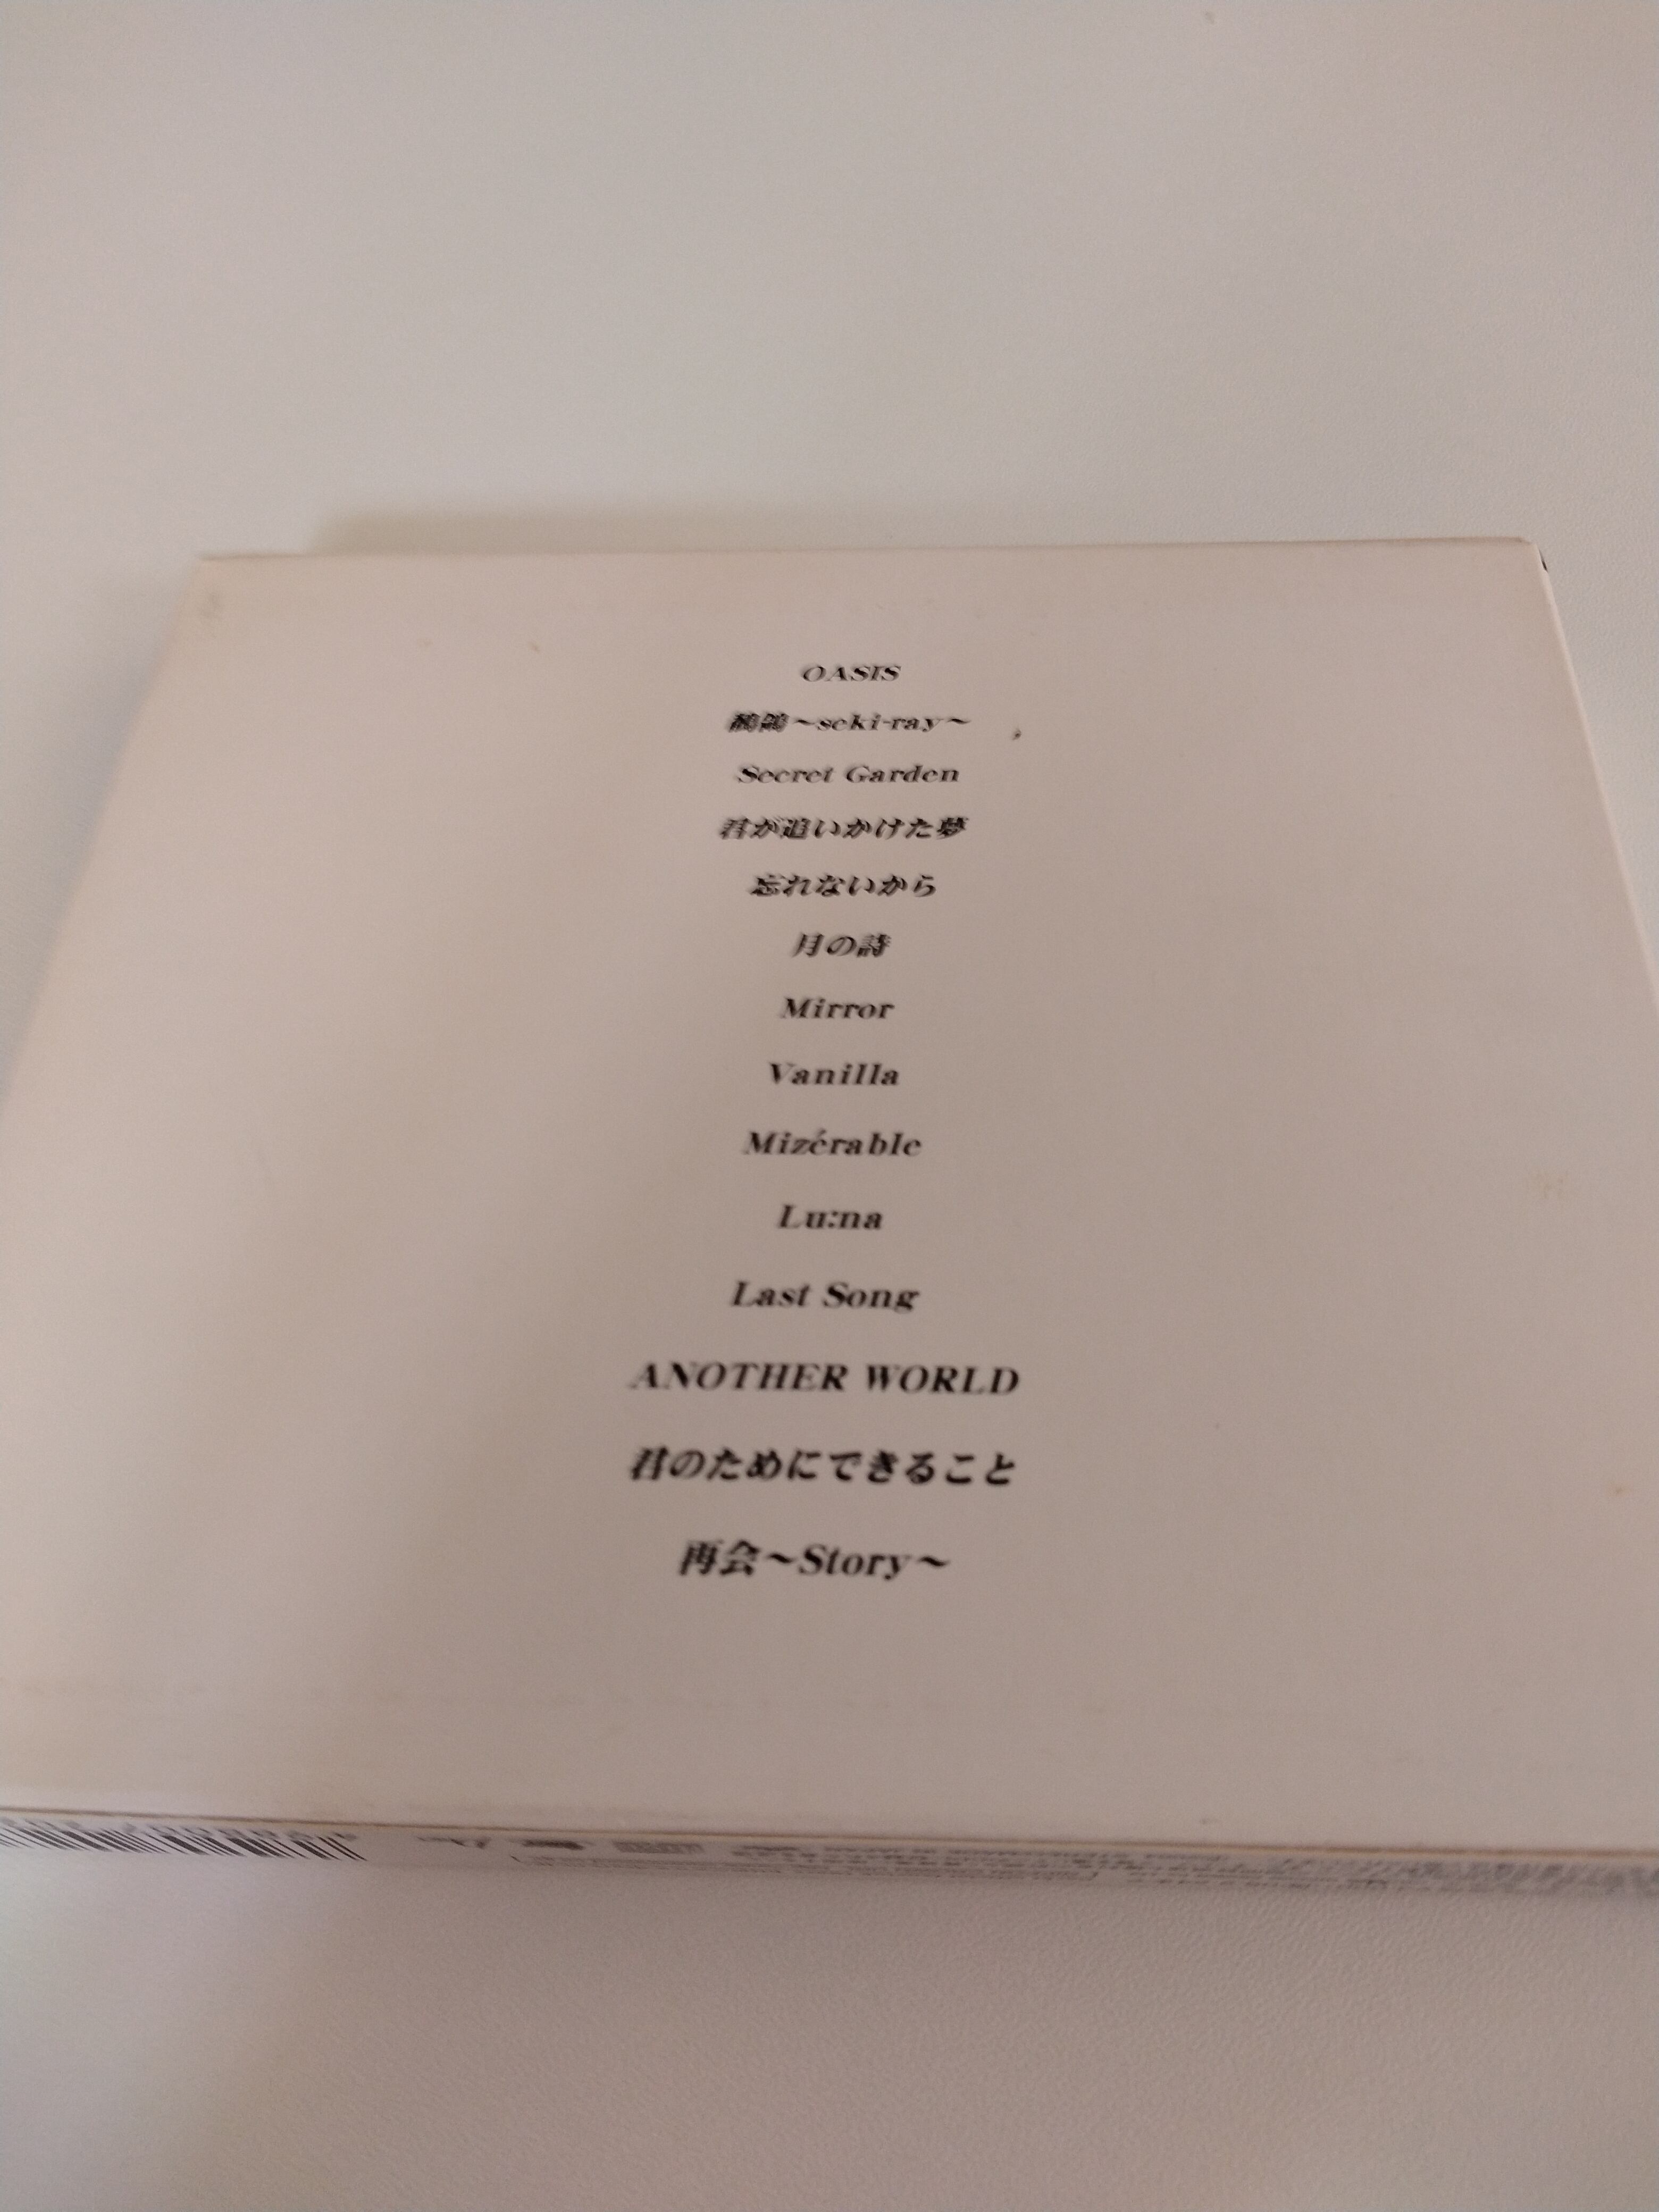 OASIS
鶺鴒～seki-ray～
Secret Garden
君が追いかけた夢
忘れないから
月の詩
Mirror
Vanilla
Mizérable
Lu:na
Last Song
ANOTHER WORLD
君のためにできること
再会～Story～